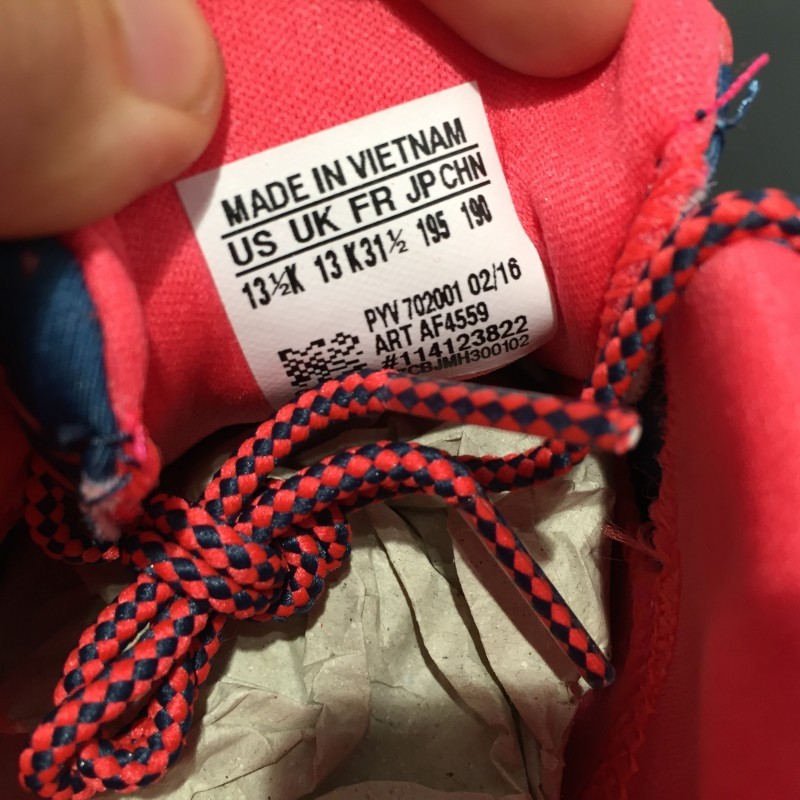 MADE IN VIETNAM
US UK FR JP CHN
13½K 13 K31½ 195 190
PYV 702001 02/16
ART AF4559
#114123822